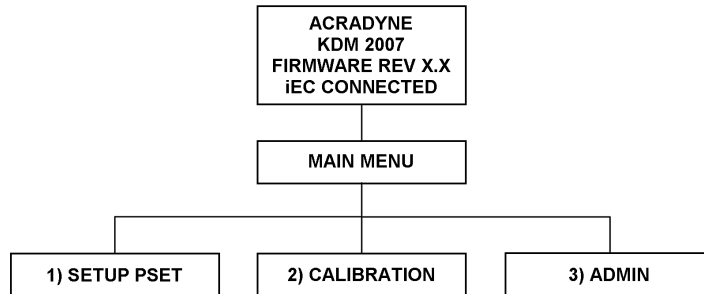 ACRADYNE
KDM 2007
FIRMWARE REV X.X
iEC CONNECTED
MAIN MENU
1) SETUP PSET
2) CALIBRATION
3) ADMIN